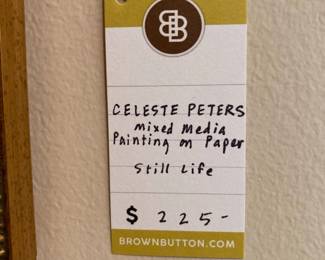 BB
CELESTE PETERS
Mixed Media
Painting on Paper
Still Life
$ 225-
BROWNBUTTON.COM